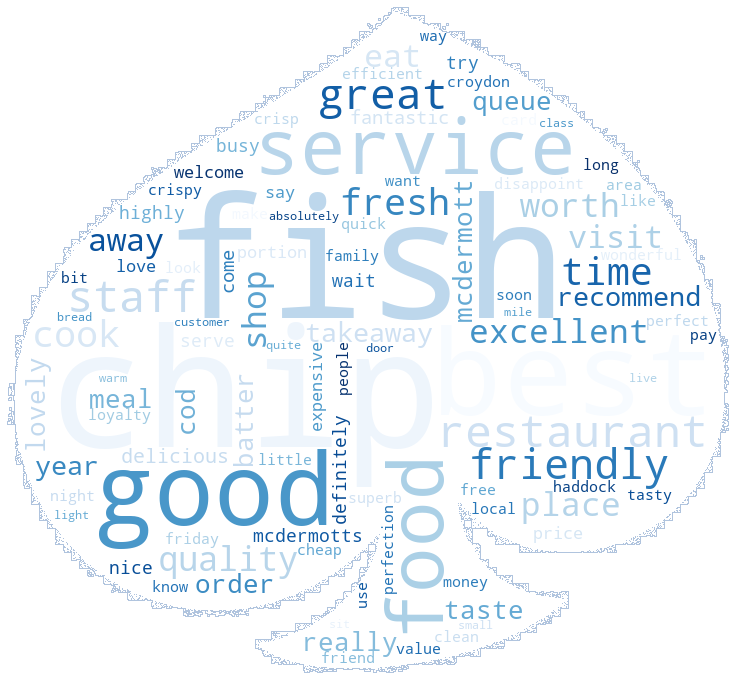 way
eat
try
efficient
croydon
great
queue
crisp
fantastic
card
class
busy
service
long
welcome
want
disappoint
area
crispy
say
fish
fresh
worth
like
highly
make
absolutely
quick
mcdermott
visit
away
love
look
come
portion
family
wonderful
bit
staff
shop
wait
soon
time
recommend
bread
customer
mile
cook
serve
takeaway
excellent
perfect
pay
lovely
chip
quite
door
best
warm
people
live
meal
loyalty
cod
batter
expensive
restaurant
year
delicious
little
definitely
friendly
night
good
superb
food
free
haddock
tasty
light
local
place
friday
mcdermotts
perfection
price
nice
quality
cheap
know
order
use
money
taste
sit
small
really
clean
friend
value